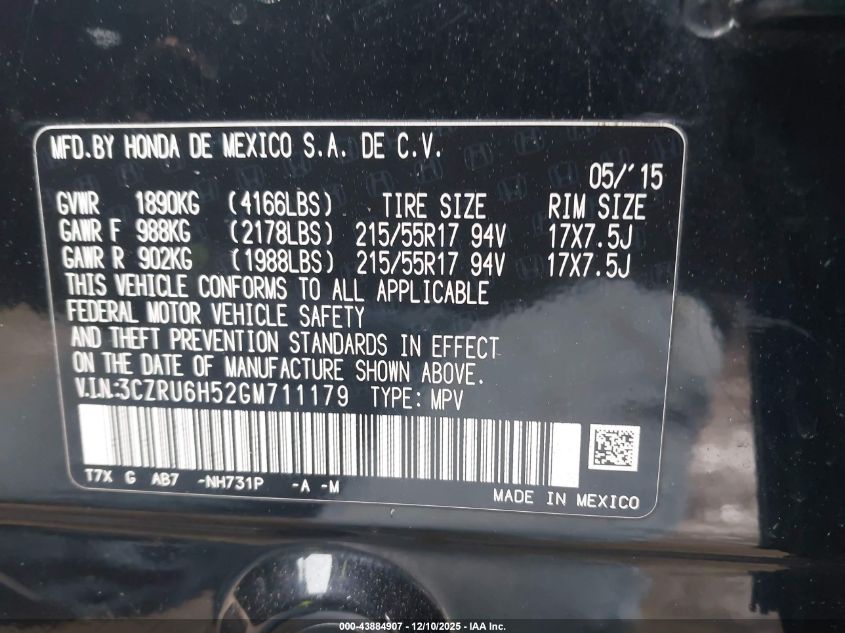 MFD.BY HONDA DE MEXICO S.A. DE C.V.
05/'15
GVWR 1890KG (4166LBS) TIRE SIZE RIM SIZE
GAWR F 988KG (2178LBS) 215/55R17 94V 17X7.5J
GAWR R 902KG (1988LBS) 215/55R17 94V 17X7.5J
THIS VEHICLE CONFORMS TO ALL APPLICABLE
FEDERAL MOTOR VEHICLE SAFETY
AND THEFT PREVENTION STANDARDS IN EFFECT
ON THE DATE OF MANUFACTURE SHOWN ABOVE.
V.I.N:3CZRU6H52GM711179 TYPE: MPV
T7X G AB7 -NH731P -A -M
MADE IN MEXICO
000-43884907 - 12/10/2025 - IAA Inc.